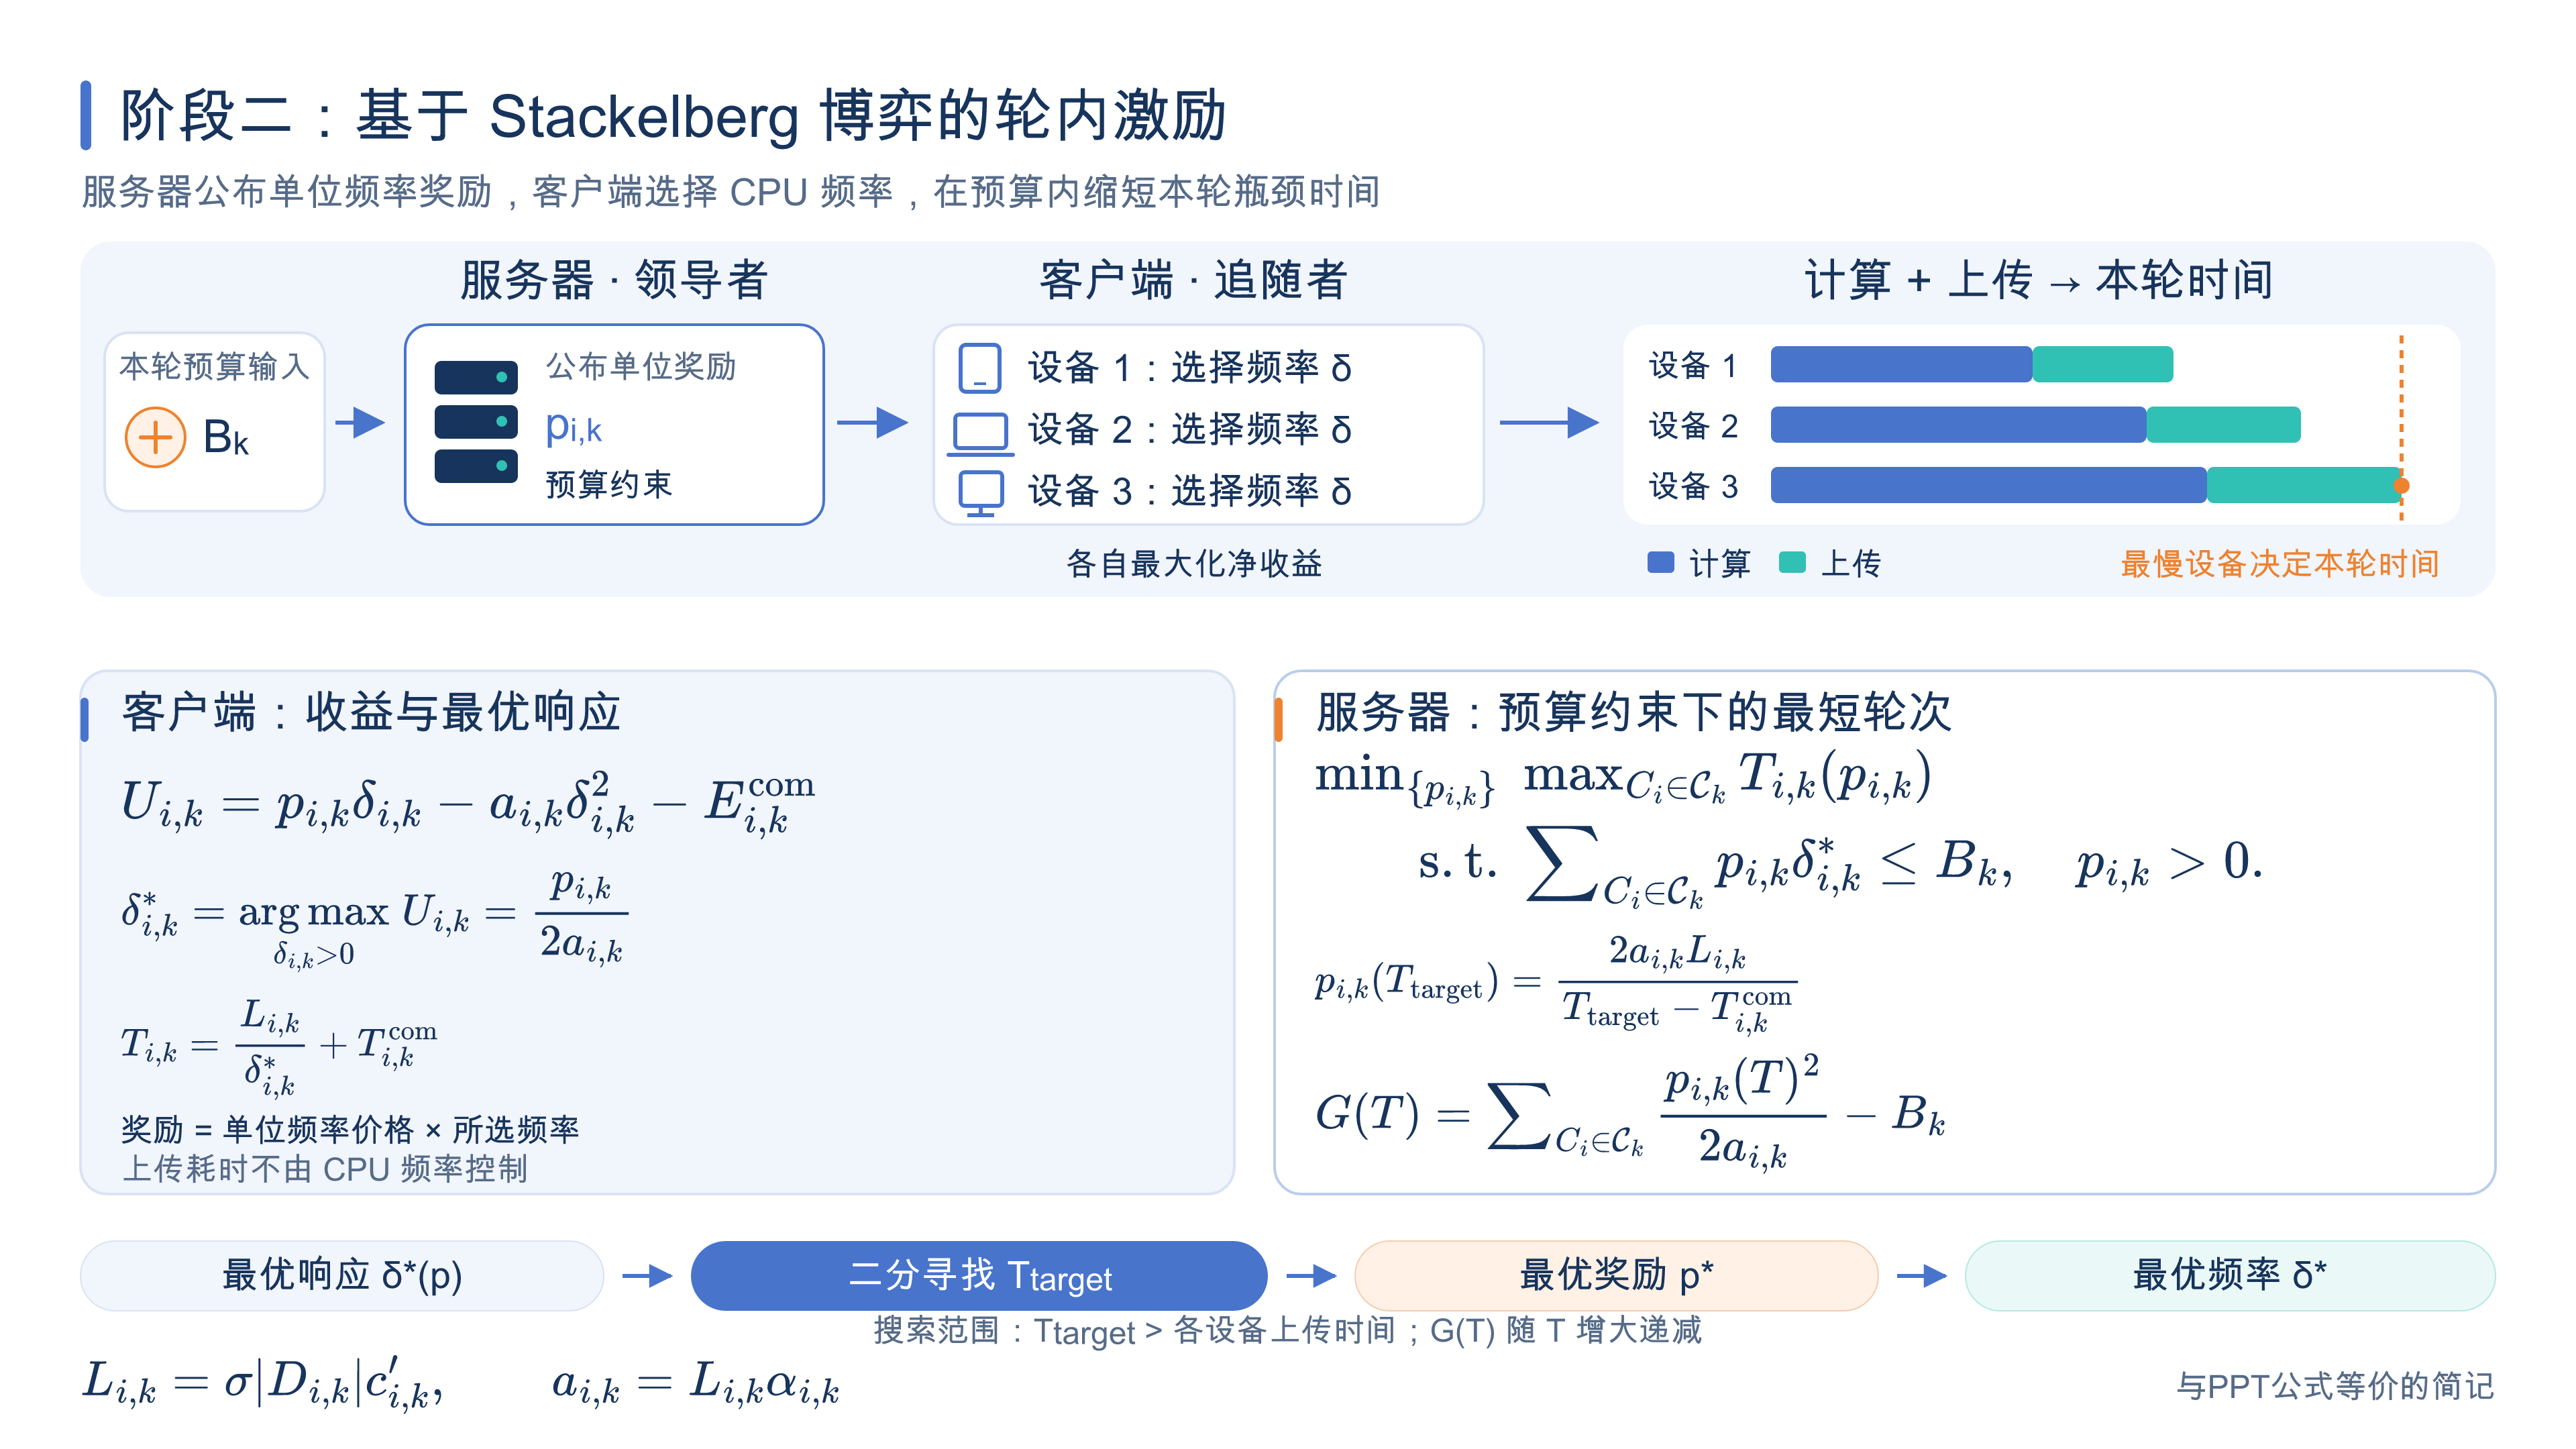 阶段二：基于 Stackelberg 博弈的轮内激励
服务器公布单位频率奖励，客户端选择 CPU 频率，在预算内缩短本轮瓶颈时间
服务器 · 领导者
客户端 · 追随者
计算 + 上传 → 本轮时间
本轮预算输入
B_k
公布单位奖励
p_{i,k}
预算约束
设备 1：选择频率 δ
设备 2：选择频率 δ
设备 3：选择频率 δ
各自最大化净收益
设备 1
设备 2
设备 3
计算
上传
最慢设备决定本轮时间
客户端：收益与最优响应
U_{i,k} = p_{i,k}δ_{i,k} − a_{i,k}δ_{i,k}^2 − E_{i,k}^{com}
δ_{i,k}^* = arg max_{δ_{i,k}>0} U_{i,k} = \frac{p_{i,k}}{2a_{i,k}}
T_{i,k} = \frac{L_{i,k}}{δ_{i,k}^*} + T_{i,k}^{com}
奖励 = 单位频率价格 × 所选频率
上传耗时不由 CPU 频率控制
服务器：预算约束下的最短轮次
min_{\{p_{i,k}\}} max_{C_i∈𝒞_k} T_{i,k}(p_{i,k})
s.t. ∑_{C_i∈𝒞_k} p_{i,k}δ_{i,k}^* ≤ B_k, p_{i,k} > 0.
p_{i,k}(T_{target}) = \frac{2a_{i,k}L_{i,k}}{T_{target} − T_{i,k}^{com}}
G(T) = ∑_{C_i∈𝒞_k} \frac{p_{i,k}(T)^2}{2a_{i,k}} − B_k
最优响应 δ*(p)
二分寻找 T_{target}
最优奖励 p*
最优频率 δ*
搜索范围：T_{target} > 各设备上传时间；G(T) 随 T 增大递减
L_{i,k} = σ|D_{i,k}|c'_{i,k}, a_{i,k} = L_{i,k}α_{i,k}
与PPT公式等价的简记